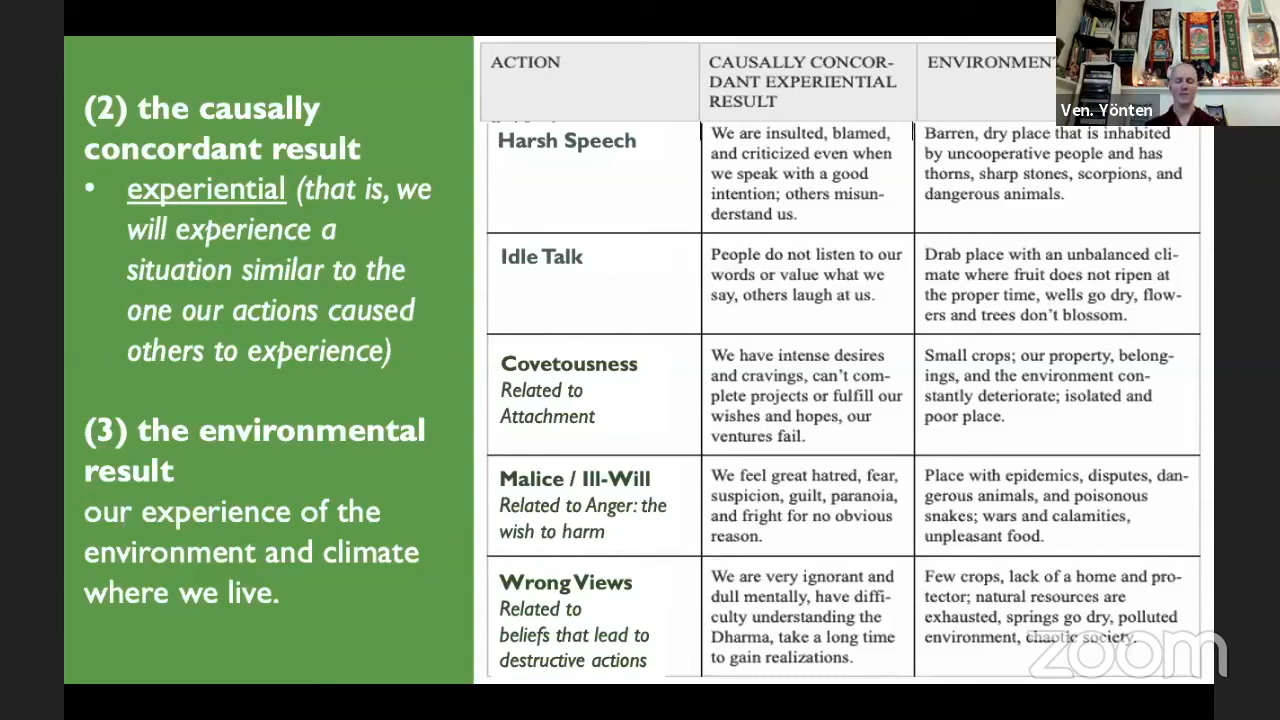 (2) the causally
concordant result
• experiential (that is, we
will experience a
situation similar to the
one our actions caused
others to experience)
(3) the environmental
result
our experience of the
environment and climate
where we live.
ACTION
CAUSALLY CONCOR-
DANT EXPERIENTIAL
RESULT
ENVIRONMENT
Harsh Speech
We are insulted, blamed,
and criticized even when
we speak with a good
intention; others misun-
derstand us.
Barren, dry place that is inhabited
by uncooperative people and has
thorns, sharp stones, scorpions, and
dangerous animals.
Idle Talk
People do not listen to our
words or value what we
say, others laugh at us.
Drab place with an unbalanced cli-
mate where fruit does not ripen at
the proper time, wells go dry, flow-
ers and trees don't blossom.
Covetousness
Related to
Attachment
We have intense desires
and cravings, can't com-
plete projects or fulfill our
wishes and hopes, our
ventures fail.
Small crops; our property, belong-
ings, and the environment con-
stantly deteriorate; isolated and
poor place.
Malice / Ill-Will
Related to Anger: the
wish to harm
We feel great hatred, fear,
suspicion, guilt, paranoia,
and fright for no obvious
reason.
Place with epidemics, disputes, dan-
gerous animals, and poisonous
snakes; wars and calamities,
unpleasant food.
Wrong Views
Related to
beliefs that lead to
destructive actions
We are very ignorant and
dull mentally, have diffi-
culty understanding the
Dharma, take a long time
to gain realizations.
Few crops, lack of a home and pro-
tector; natural resources are
exhausted, springs go dry, polluted
environment, chaotic society.
Ven. Yönten
zoom